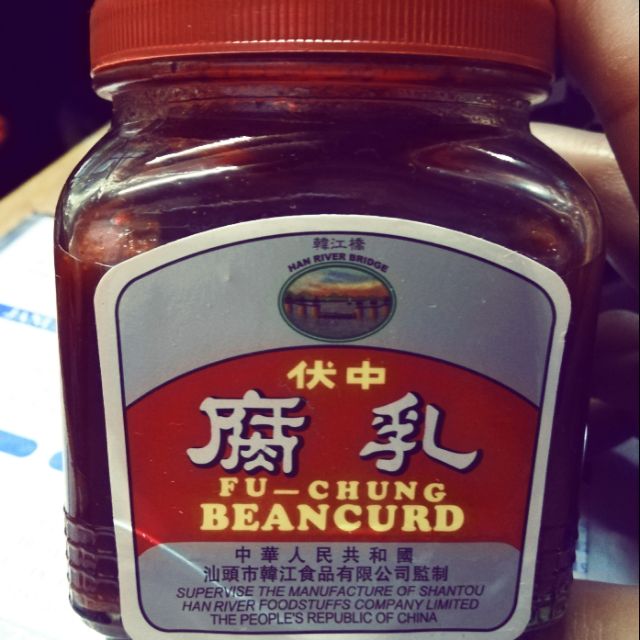 韓江橋
HAN RIVER BRIDGE
伏中
腐乳
FU-CHUNG
BEANCURD
中華人民共和國
汕頭市韓江食品有限公司監制
SUPERVISE THE MANUFACTURE OF SHANTOU
HAN RIVER FOODSTUFFS COMPANY LIMITED
THE PEOPLE'S REPUBLIC OF CHINA